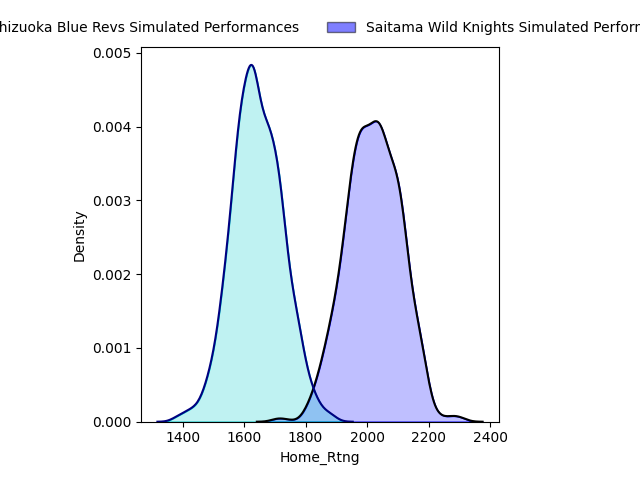 hizuoka Blue Revs Simulated Performances
Saitama Wild Knights Simulated Perfor
0.005
0.004
0.003
0.002
0.001
0.000
Density
1400 1600 1800 2000 2200 2400
Home_Rtng